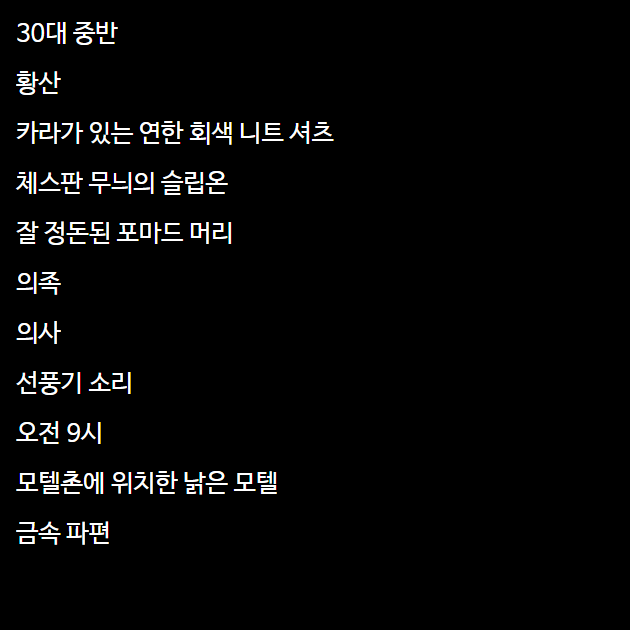 30대 중반
황산
카라가 있는 연한 회색 니트 셔츠
체스판 무늬의 슬립온
잘 정돈된 포마드 머리
의족
의사
선풍기 소리
오전 9시
모텔촌에 위치한 낡은 모텔
금속 파편